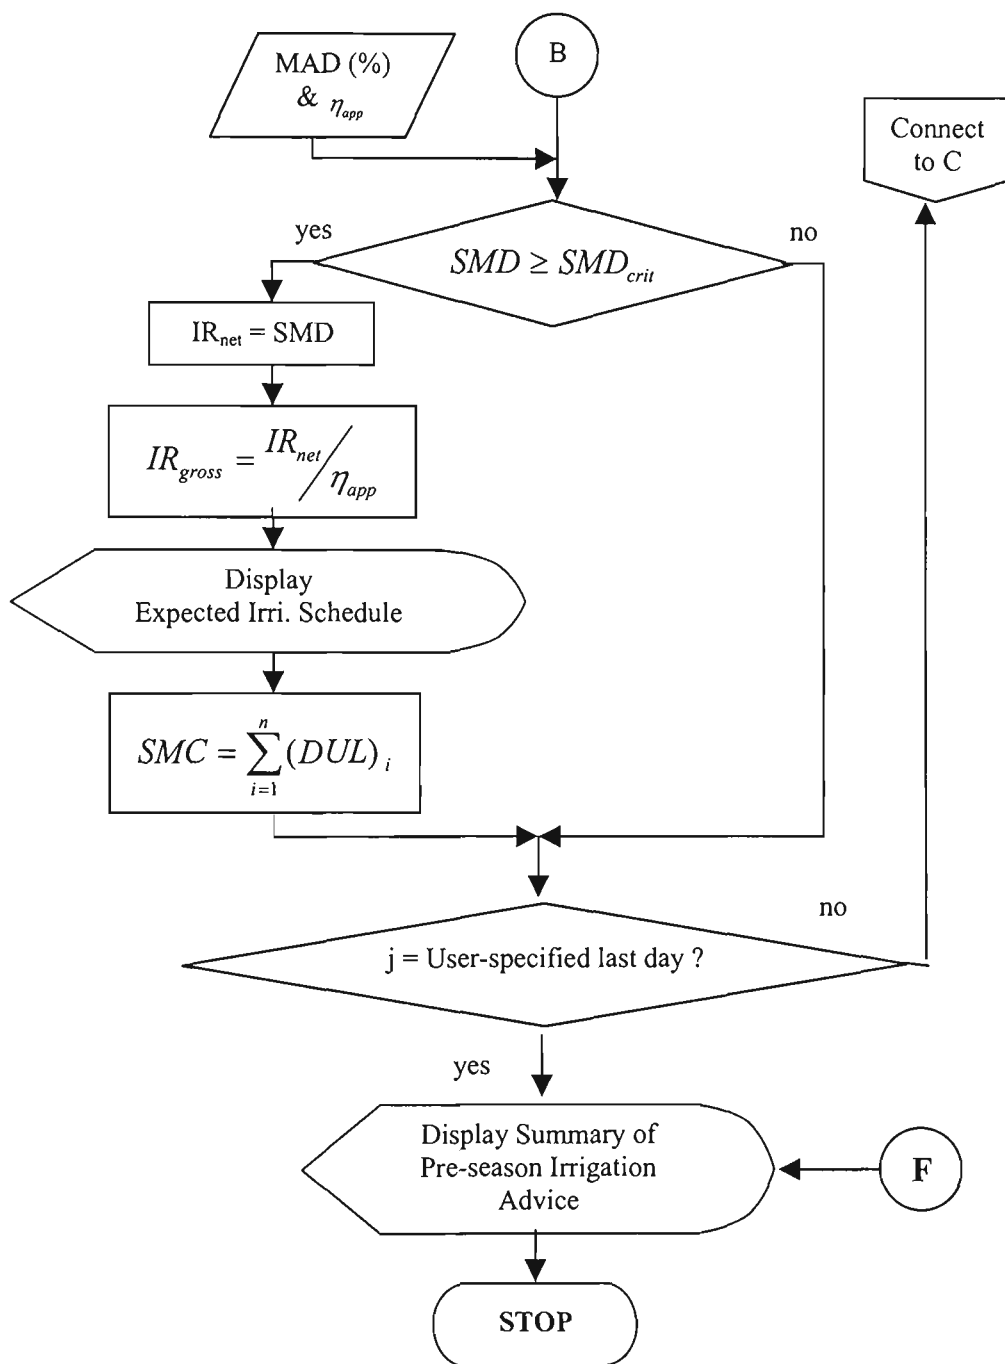 MAD (%)
& η_app
B
Connect
to C
yes
no
SMD ≥ SMD_crit
IR_net = SMD
IR_gross = IR_net / η_app
Display
Expected Irri. Schedule
SMC = ∑_{i=1}^{n} (DUL)_i
no
j = User-specified last day ?
yes
Display Summary of
Pre-season Irrigation
Advice
F
STOP